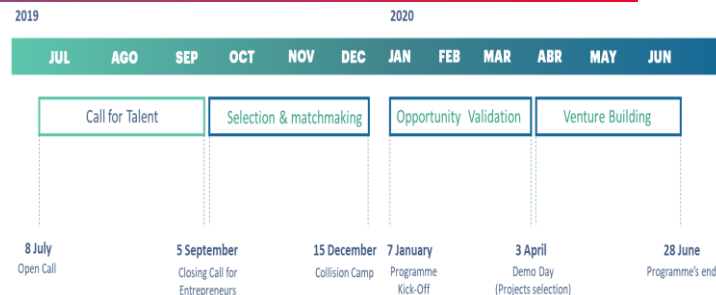 2019
2020
JUL AGO SEP OCT NOV DEC JAN FEB MAR ABR MAY JUN
Call for Talent
Selection & matchmaking
Opportunity Validation
Venture Building
8 July
Open Call
5 September
Closing Call for
Entrepreneurs
15 December
Collision Camp
7 January
Programme
Kick-Off
3 April
Demo Day
(Projects selection)
28 June
Programme's end